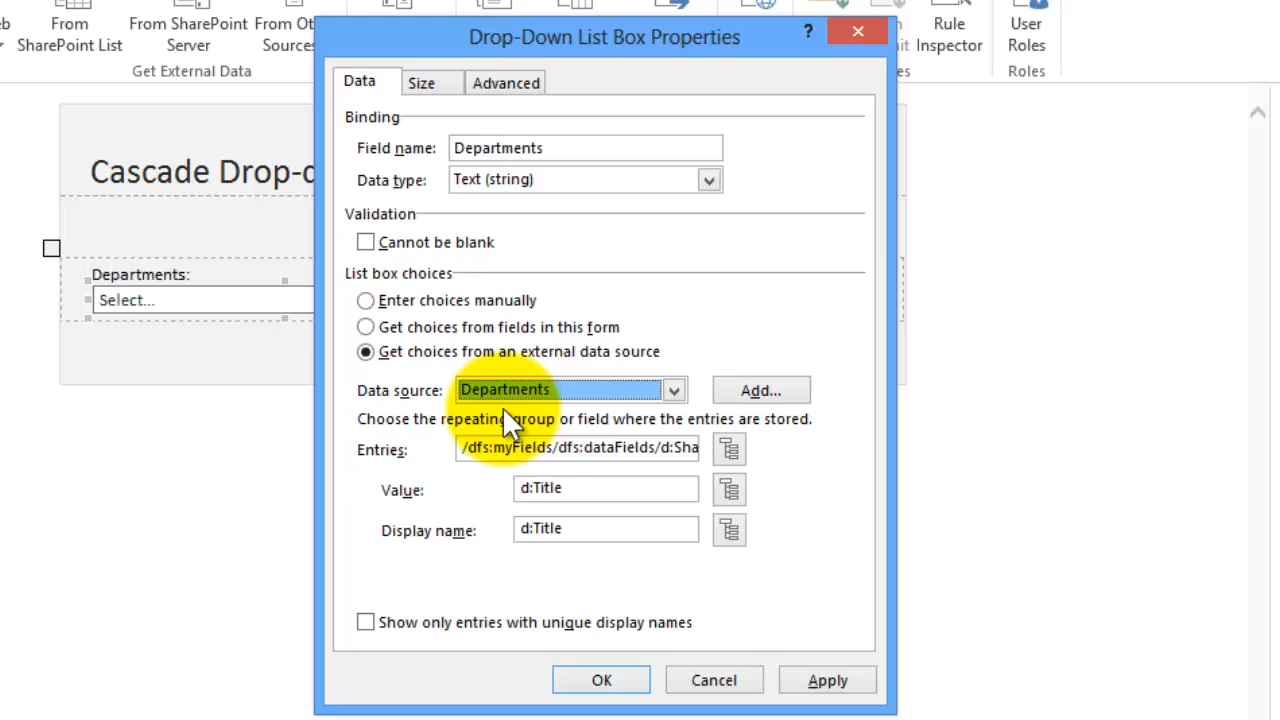 From SharePoint From Ot Rule User
SharePoint List Server Sources Inspector Roles
Get External Data Roles
Drop-Down List Box Properties
?
Data Size Advanced
Binding
Field name: Departments
Data type: Text (string)
Validation
Cannot be blank
List box choices
Enter choices manually
Get choices from fields in this form
Get choices from an external data source
Data source: Departments Add...
Choose the repeating group or field where the entries are stored.
Entries: /dfs:myFields/dfs:dataFields/d:Sha
Value: d:Title
Display name: d:Title
Show only entries with unique display names
OK Cancel Apply
Cascade Drop-d
Departments:
Select...